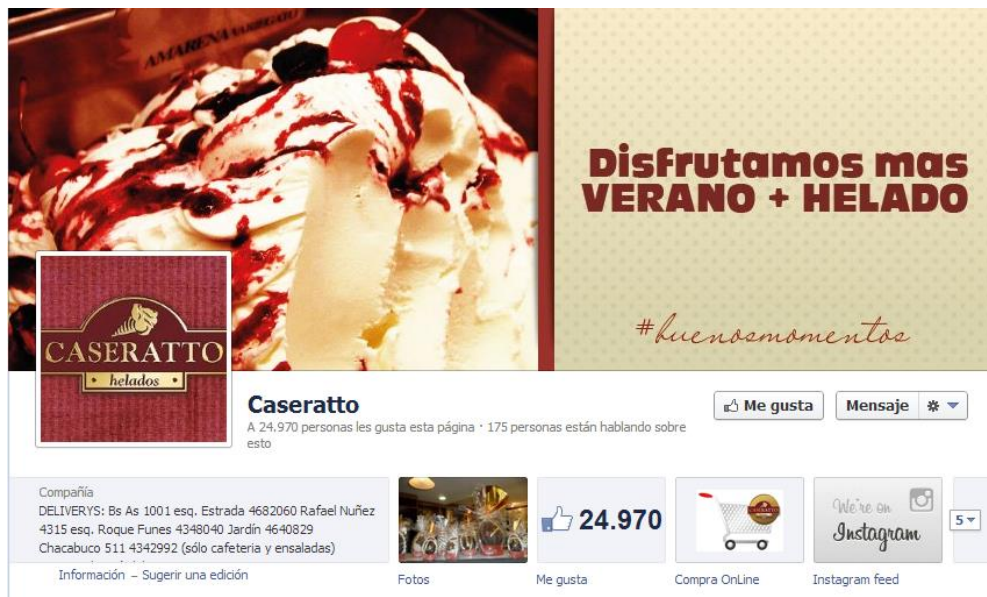 AMARENA VARIEGATO
Disfrutamos mas
VERANO + HELADO
#buenosmomentos
CASERATTO
• helados •
Caseratto
A 24.970 personas les gusta esta página · 175 personas están hablando sobre
esto
Me gusta
Mensaje
Compañía
DELIVERYS: Bs As 1001 esq. Estrada 4682060 Rafael Nuñez
4315 esq. Roque Funes 4348040 Jardín 4640829
Chacabuco 511 4342992 (sólo cafeteria y ensaladas)
Información – Sugerir una edición
24.970
CASERATTO
We're on
Instagram
5
Fotos
Me gusta
Compra OnLine
Instagram feed